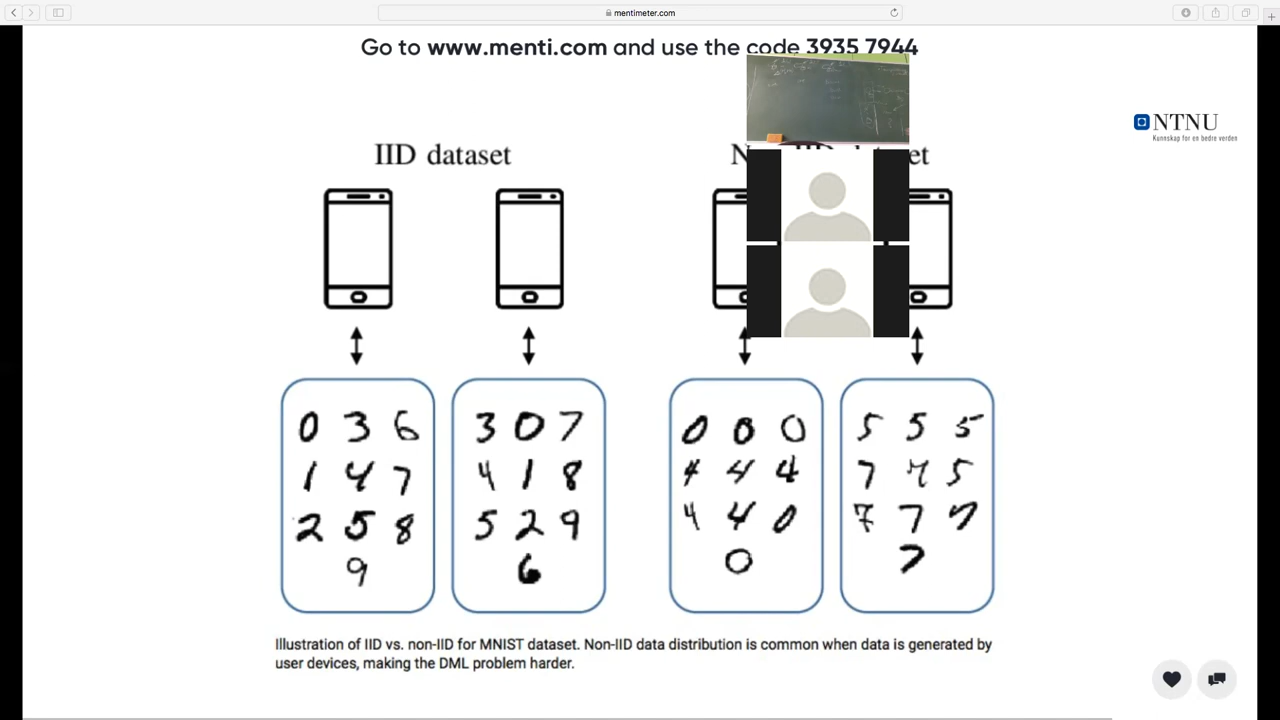 mentimeter.com
Go to www.menti.com and use the code 3935 7944
NTNU
Kunnskap for en bedre verden
IID dataset
0 3 6
1 4 7
2 5 8
9
3 0 7
4 1 8
5 2 9
6
0 0 0
4 4 4
4 4 0
0
5 5 5
7 7 5
7 7 7
7
Illustration of IID vs. non-IID for MNIST dataset. Non-IID data distribution is common when data is generated by
user devices, making the DML problem harder.